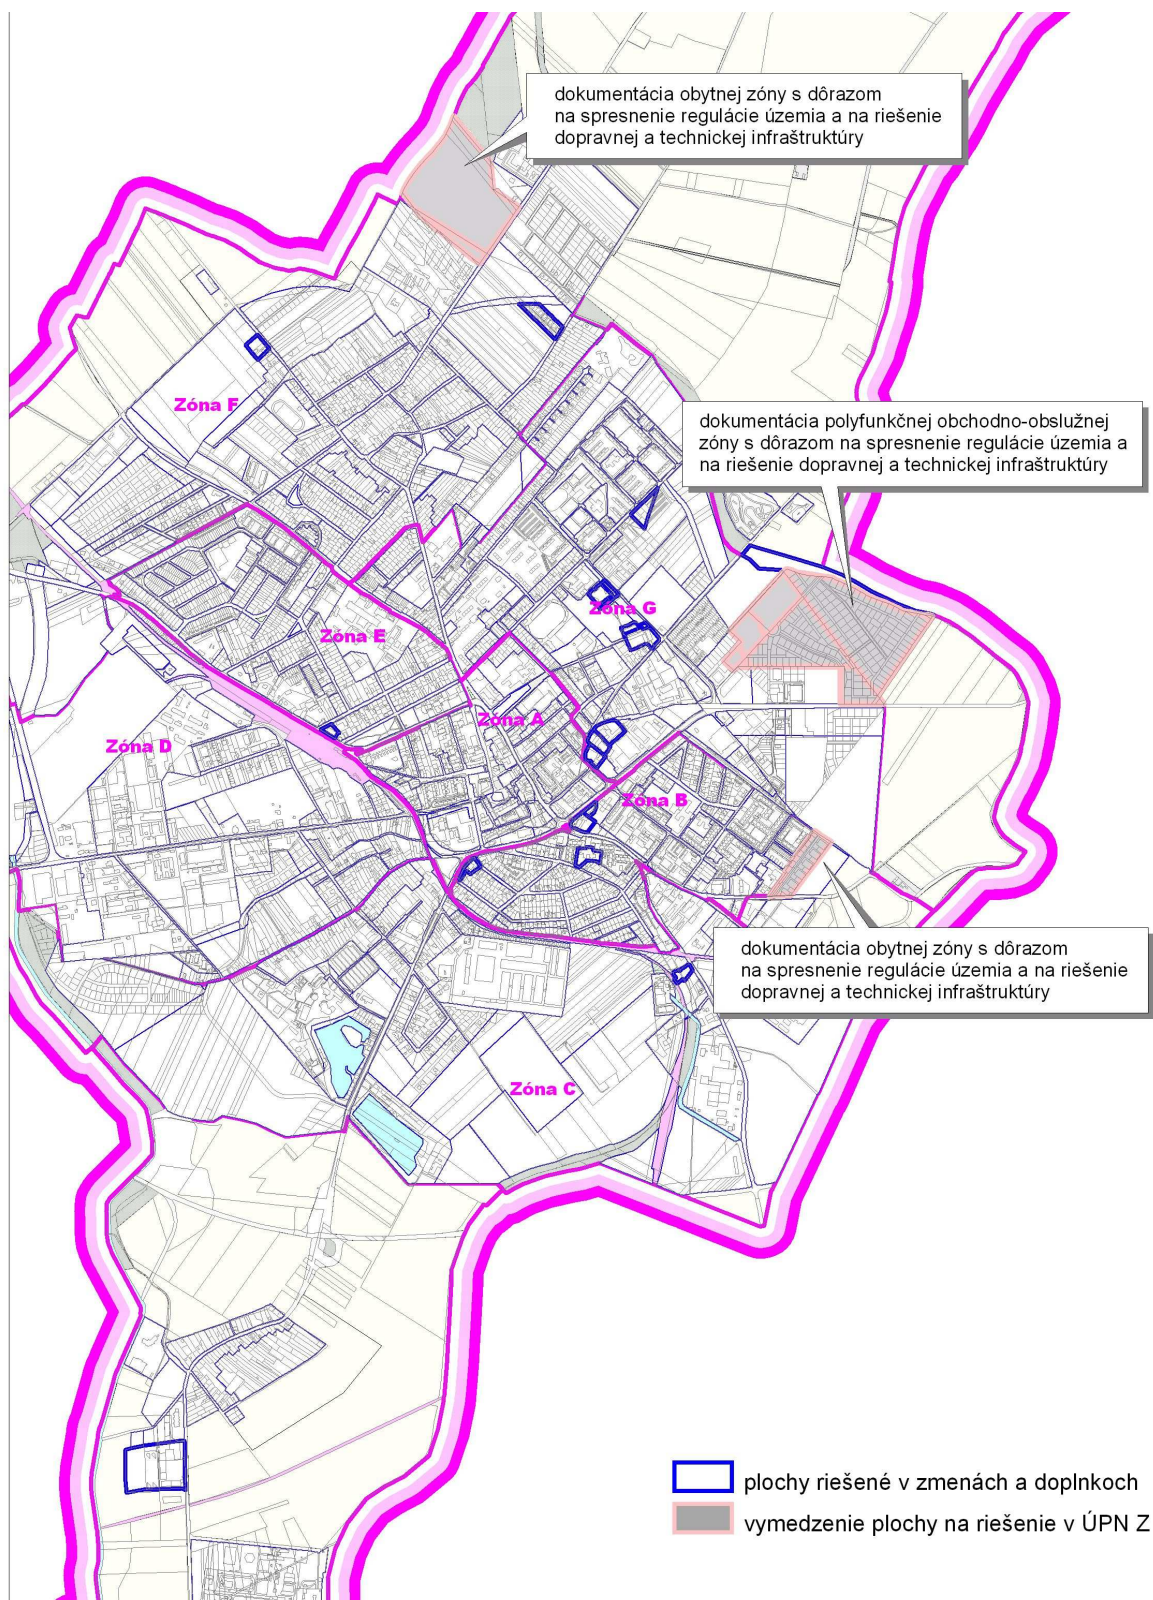 dokumentácia obytnej zóny s dôrazom
na spresnenie regulácie územia a na riešenie
dopravnej a technickej infraštruktúry
Zóna F
dokumentácia polyfunkčnej obchodno-obslužnej
zóny s dôrazom na spresnenie regulácie územia a
na riešenie dopravnej a technickej infraštruktúry
Zóna G
Zóna E
Zóna A
Zóna D
Zóna B
dokumentácia obytnej zóny s dôrazom
na spresnenie regulácie územia a na riešenie
dopravnej a technickej infraštruktúry
Zóna C
plochy riešené v zmenách a doplnkoch
vymedzenie plochy na riešenie v ÚPN Z